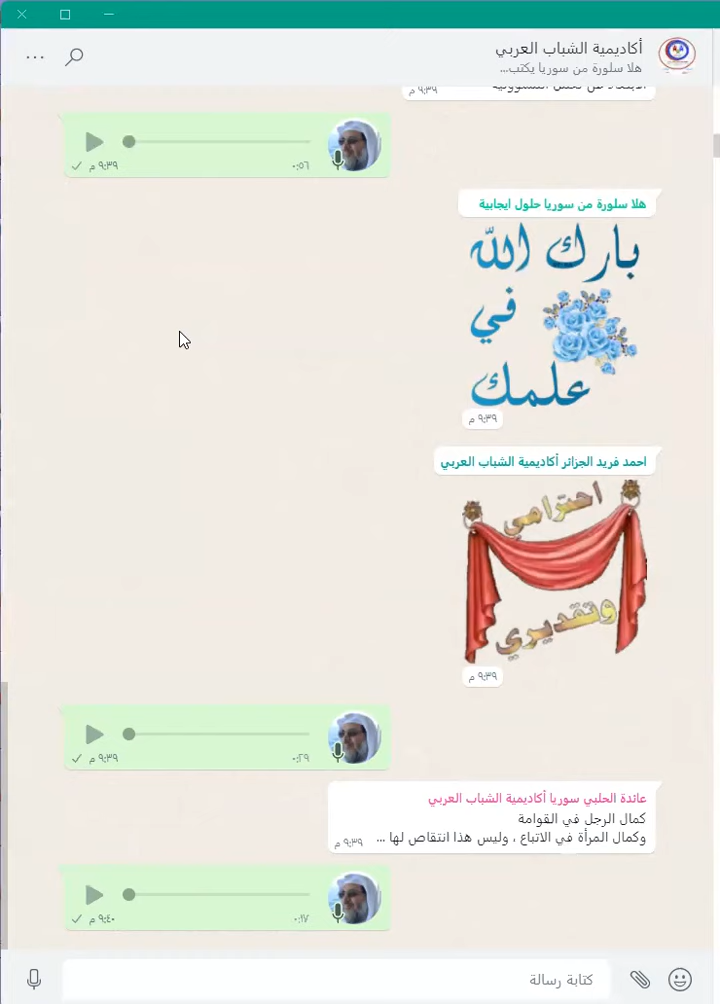 أكاديمية الشباب العربي
هلا سلورة من سوريا يكتب...
٩:٣٩ م
٠:٥٦
٩:٣٩ م
هلا سلورة من سوريا حلول ايجابية
بارك الله
في
علمك
٩:٣٩ م
احمد فريد الجزائر أكاديمية الشباب العربي
احترامي
وتقديري
٩:٣٩ م
٠:٢٩
٩:٣٩ م
عائدة الحلبي سوريا أكاديمية الشباب العربي
كمال الرجل في القوامة
وكمال المرأة في الاتباع ، وليس هذا انتقاص لها ...
٩:٣٩ م
٠:١٧
٩:٤٠ م
كتابة رسالة